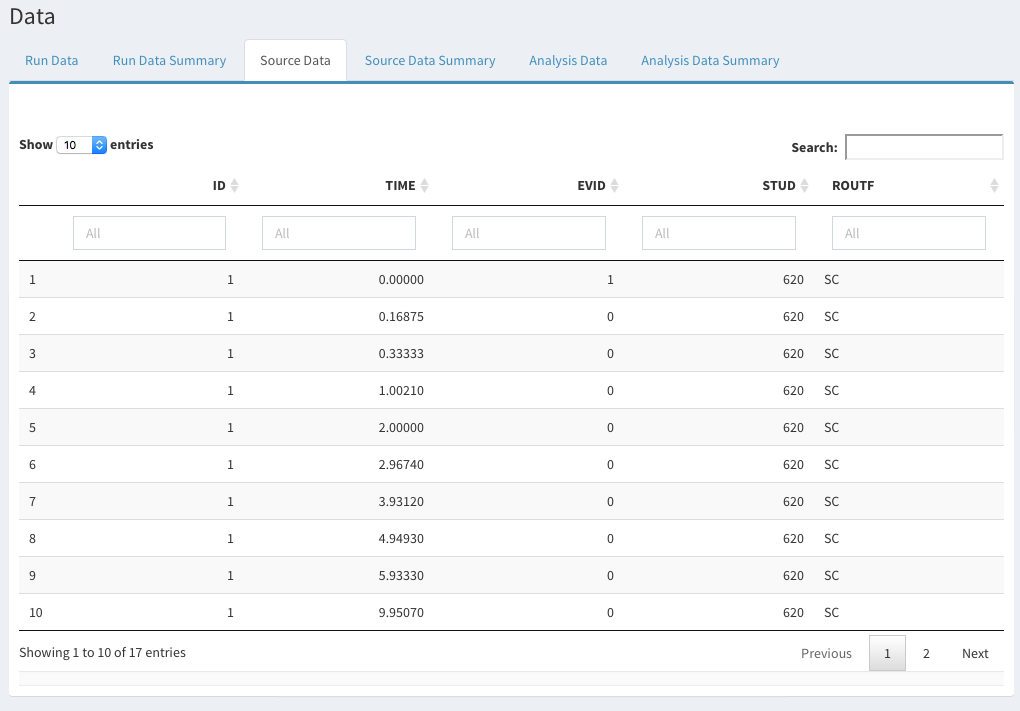 Data
Run Data Run Data Summary Source Data Source Data Summary Analysis Data Analysis Data Summary
Show 10 entries Search:
ID TIME EVID STUD ROUTF
All All All All All
1 1 0.00000 1 620 SC
2 1 0.16875 0 620 SC
3 1 0.33333 0 620 SC
4 1 1.00210 0 620 SC
5 1 2.00000 0 620 SC
6 1 2.96740 0 620 SC
7 1 3.93120 0 620 SC
8 1 4.94930 0 620 SC
9 1 5.93330 0 620 SC
10 1 9.95070 0 620 SC
Showing 1 to 10 of 17 entries Previous 1 2 Next